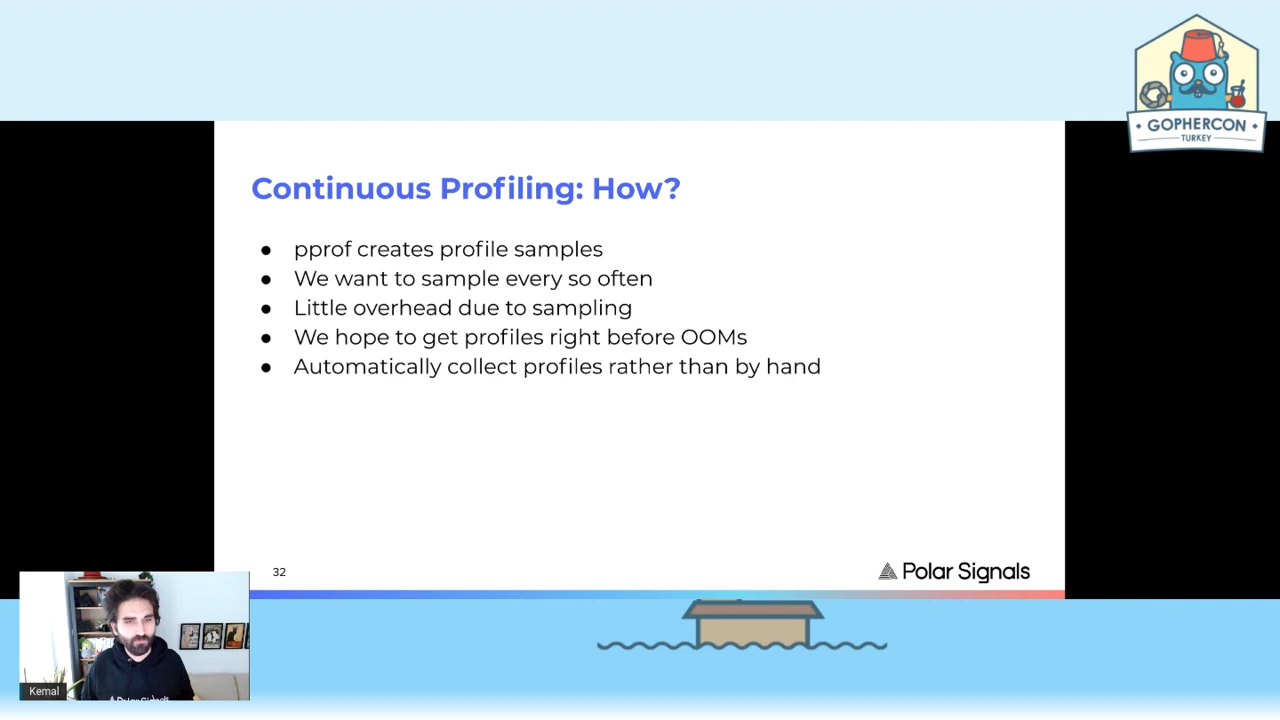 GOPHERCON
TURKEY
Continuous Profiling: How?
● pprof creates profile samples
● We want to sample every so often
● Little overhead due to sampling
● We hope to get profiles right before OOMs
● Automatically collect profiles rather than by hand
32
Polar Signals
Kemal
Polar Signals